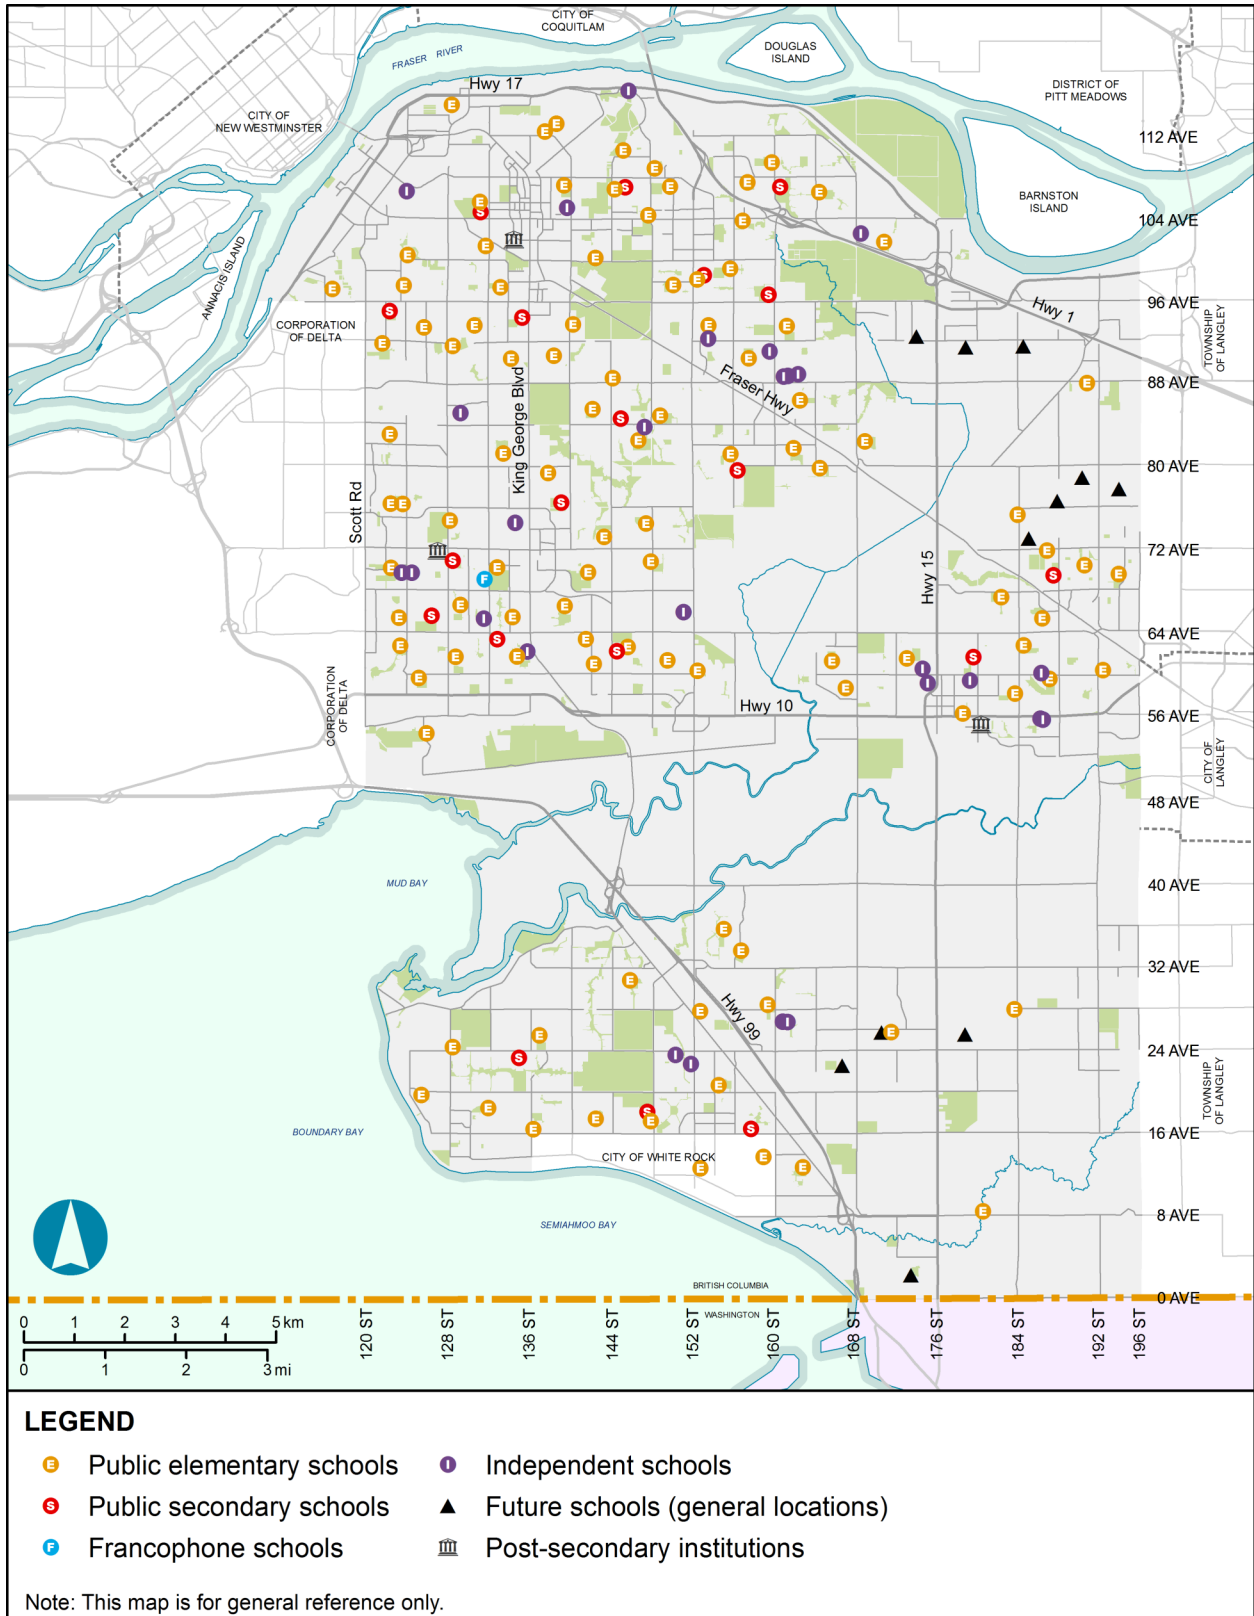 CITY OF
COQUITLAM
FRASER RIVER
DOUGLAS
ISLAND
Hwy 17
DISTRICT OF
PITT MEADOWS
CITY OF
NEW WESTMINSTER
112 AVE
BARNSTON
ISLAND
104 AVE
ANNACIS ISLAND
CORPORATION
OF DELTA
96 AVE
Hwy 1
TOWNSHIP
OF LANGLEY
88 AVE
Fraser Hwy
King George Blvd
80 AVE
Scott Rd
72 AVE
Hwy 15
64 AVE
CORPORATION
OF DELTA
Hwy 10
56 AVE
CITY OF
LANGLEY
48 AVE
MUD BAY
40 AVE
32 AVE
Hwy 99
24 AVE
TOWNSHIP
OF LANGLEY
BOUNDARY BAY
16 AVE
CITY OF WHITE ROCK
SEMIAHMOO BAY
8 AVE
BRITISH COLUMBIA
0 AVE
WASHINGTON
0 1 2 3 4 5 km
0 1 2 3 mi
120 ST
128 ST
136 ST
144 ST
152 ST
160 ST
168 ST
176 ST
184 ST
192 ST
196 ST
LEGEND
E Public elementary schools
I Independent schools
S Public secondary schools
Future schools (general locations)
F Francophone schools
Post-secondary institutions
Note: This map is for general reference only.